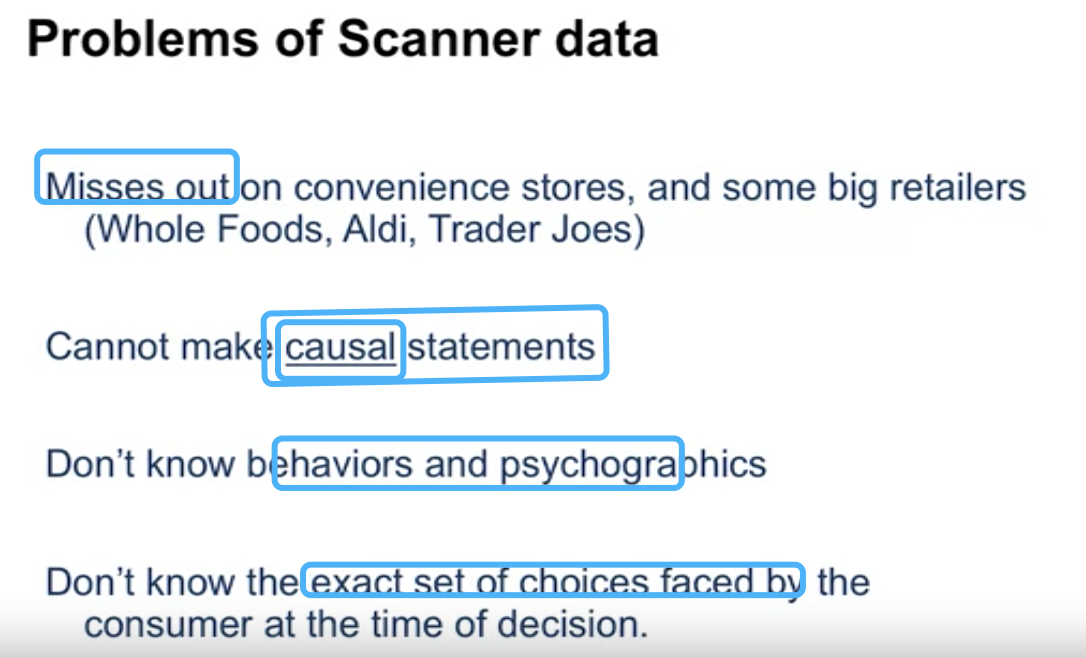 Problems of Scanner data
Misses out on convenience stores, and some big retailers
(Whole Foods, Aldi, Trader Joes)
Cannot make causal statements
Don't know behaviors and psychographics
Don't know the exact set of choices faced by the
consumer at the time of decision.